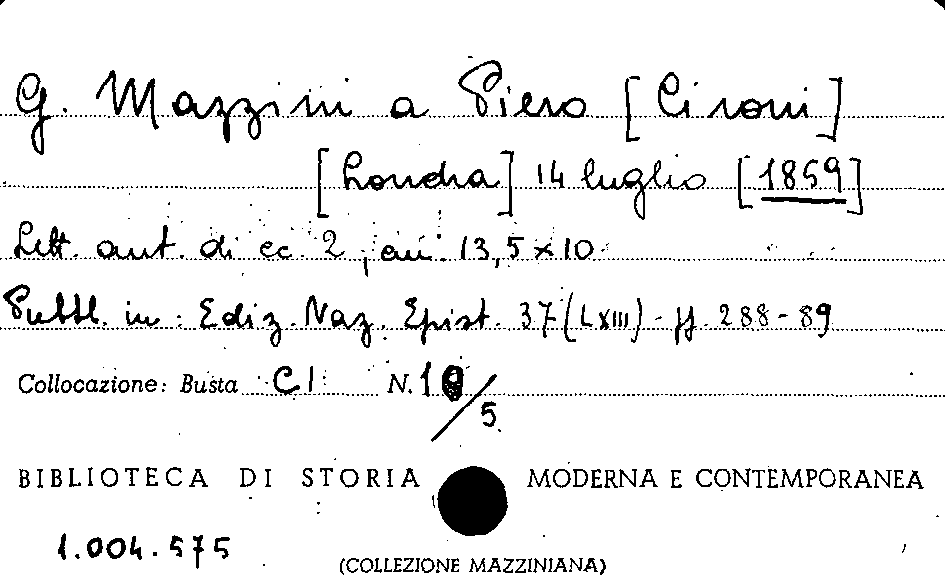 G. Mazzini a Piero [Cironi]
[Londra] 14 luglio [1859]
Lett. aut. di cc. 2, cm. 13,5 x 10
Pubbl. in: Ediz. Naz. Epist. 37 (LXIII) - pp. 288-89
Collocazione: Busta CI N. 10/5
BIBLIOTECA DI STORIA MODERNA E CONTEMPORANEA
1.004.575
(COLLEZIONE MAZZINIANA)